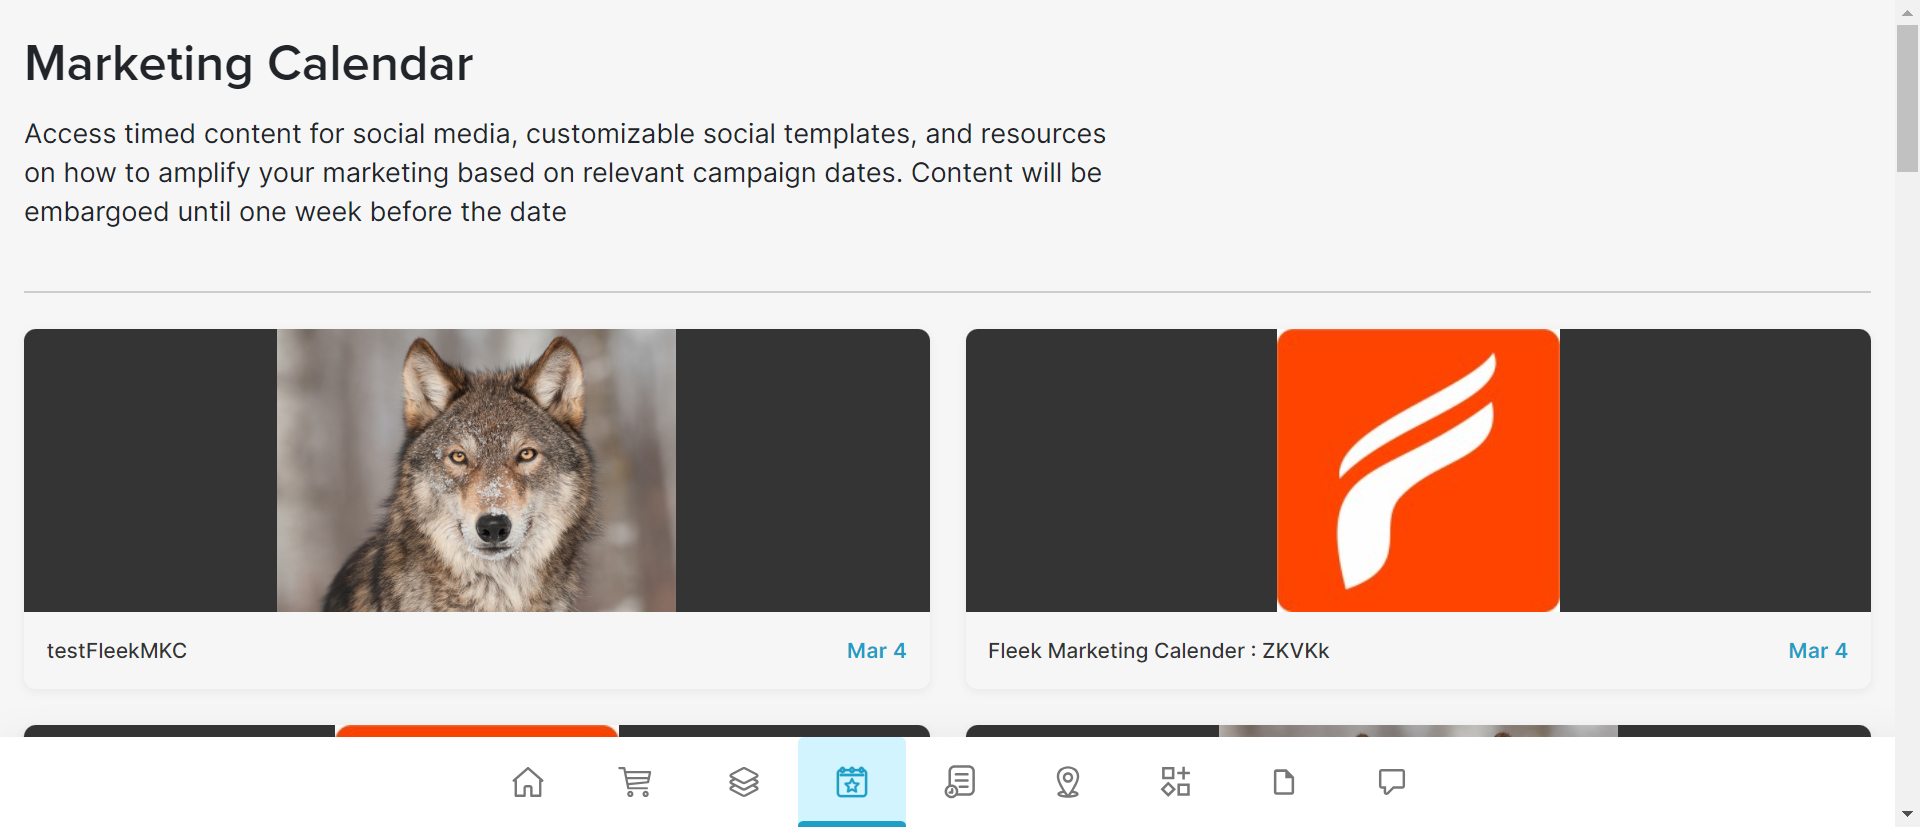 Marketing Calendar
Access timed content for social media, customizable social templates, and resources
on how to amplify your marketing based on relevant campaign dates. Content will be
embargoed until one week before the date
testFleekMKC
Mar 4
Fleek Marketing Calender : ZKVKk
Mar 4